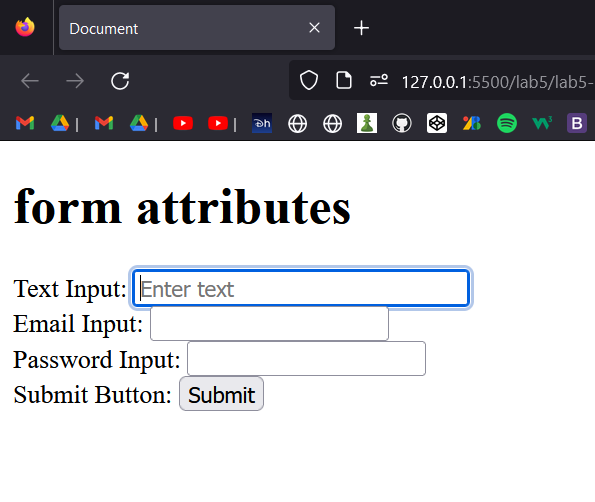 Document
127.0.0.1:5500/lab5/lab5-
form attributes
Text Input: Enter text
Email Input:
Password Input:
Submit Button: Submit